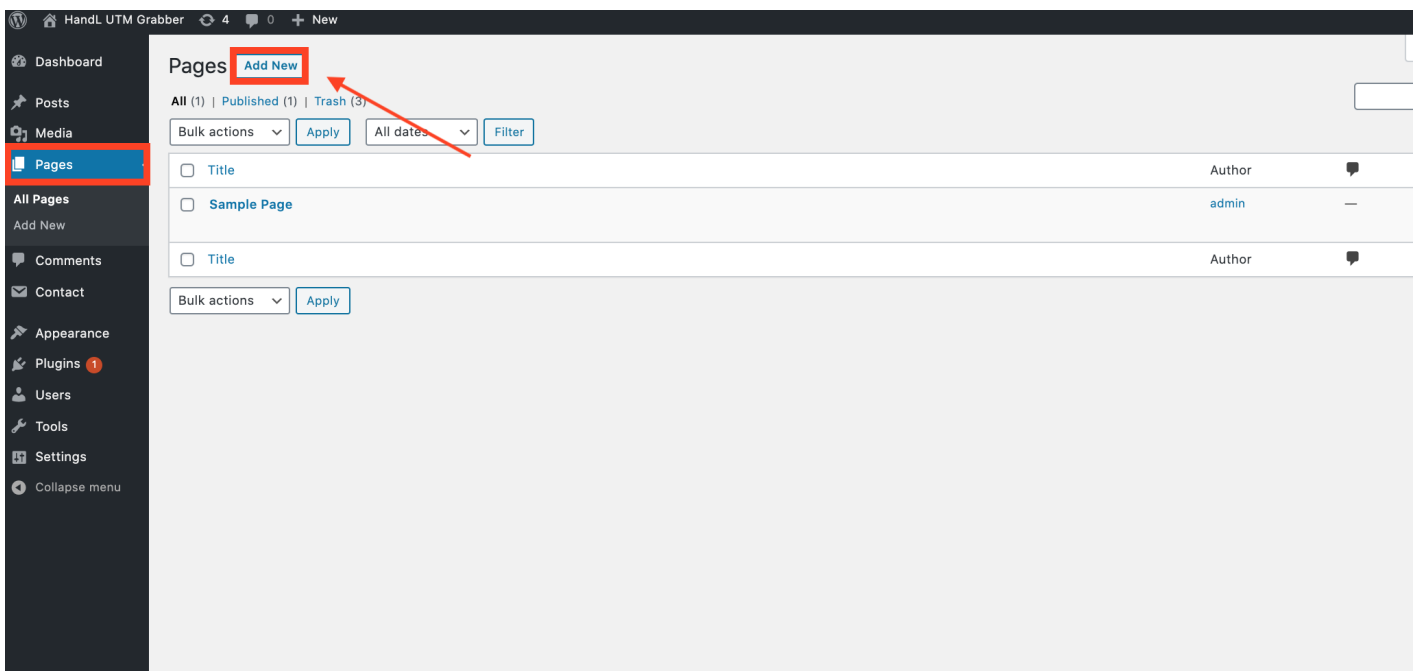 HandL UTM Grabber 4 0 New
Dashboard
Posts
Media
Pages
All Pages
Add New
Comments
Contact
Appearance
Plugins 1
Users
Tools
Settings
Collapse menu
Pages Add New
All (1) | Published (1) | Trash (3)
Bulk actions Apply All dates Filter
Title Author
Sample Page admin —
Title Author
Bulk actions Apply